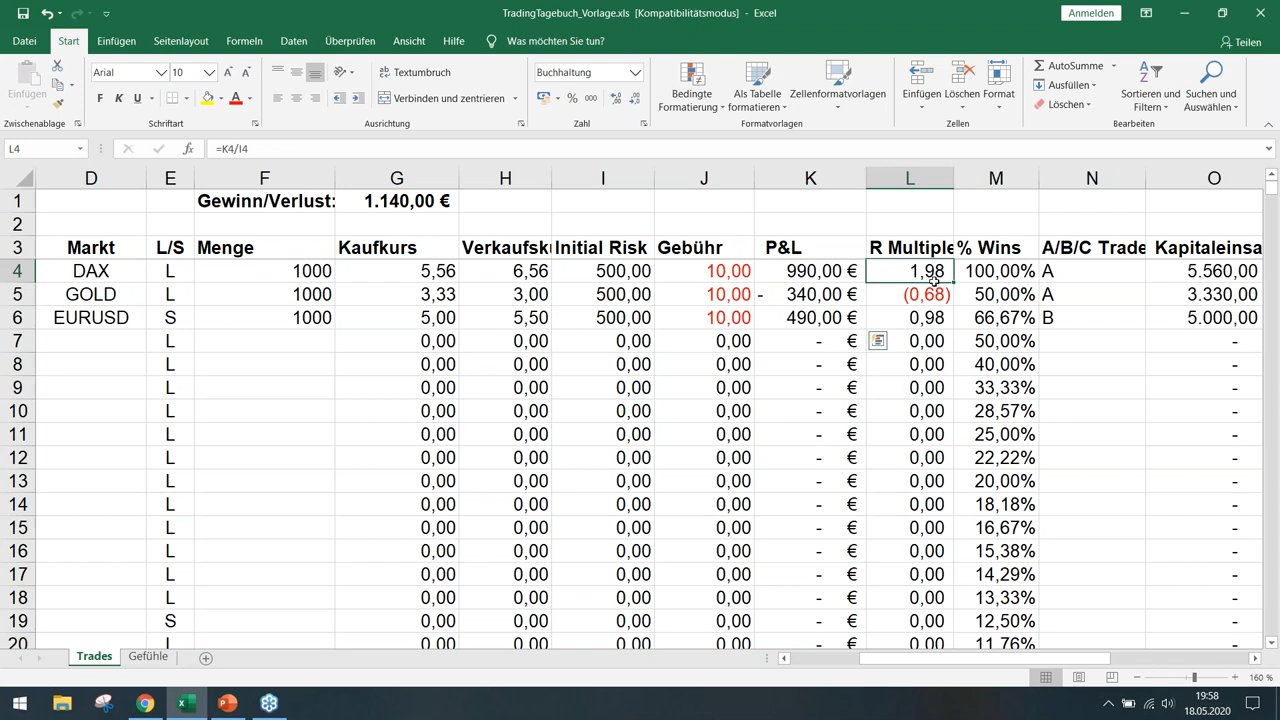 TradingTagebuch_Vorlage.xls [Kompatibilitätsmodus] - Excel
Anmelden
Datei Start Einfügen Seitenlayout Formeln Daten Überprüfen Ansicht Hilfe Was möchten Sie tun? Teilen
Einfügen
Arial 10
F K U
Textumbruch
Verbinden und zentrieren
Buchhaltung
% 000
Bedingte Formatierung
Als Tabelle formatieren
Zellenformatvorlagen
Einfügen Löschen Format
AutoSumme
Ausfüllen
Löschen
Sortieren und Filtern
Suchen und Auswählen
Zwischenablage Schriftart Ausrichtung Zahl Formatvorlagen Zellen Bearbeiten
L4 fx =K4/I4
D E F G H I J K L M N O
1 Gewinn/Verlust: 1.140,00 €
2
3 Markt L/S Menge Kaufkurs Verkaufsku Initial Risk Gebühr P&L R Multiple % Wins A/B/C Trade Kapitaleinsa
4 DAX L 1000 5,56 6,56 500,00 10,00 990,00 € 1,98 100,00% A 5.560,00
5 GOLD L 1000 3,33 3,00 500,00 10,00 - 340,00 € (0,68) 50,00% A 3.330,00
6 EURUSD S 1000 5,00 5,50 500,00 10,00 490,00 € 0,98 66,67% B 5.000,00
7 L 0,00 0,00 0,00 0,00 - € 0,00 50,00% -
8 L 0,00 0,00 0,00 0,00 - € 0,00 40,00% -
9 L 0,00 0,00 0,00 0,00 - € 0,00 33,33% -
10 L 0,00 0,00 0,00 0,00 - € 0,00 28,57% -
11 L 0,00 0,00 0,00 0,00 - € 0,00 25,00% -
12 L 0,00 0,00 0,00 0,00 - € 0,00 22,22% -
13 L 0,00 0,00 0,00 0,00 - € 0,00 20,00% -
14 L 0,00 0,00 0,00 0,00 - € 0,00 18,18% -
15 L 0,00 0,00 0,00 0,00 - € 0,00 16,67% -
16 L 0,00 0,00 0,00 0,00 - € 0,00 15,38% -
17 L 0,00 0,00 0,00 0,00 - € 0,00 14,29% -
18 L 0,00 0,00 0,00 0,00 - € 0,00 13,33% -
19 S 0,00 0,00 0,00 0,00 - € 0,00 12,50% -
20 L 0,00 0,00 0,00 0,00 - € 0,00 11,76% -
Trades Gefühle
160 %
19:58
18.05.2020